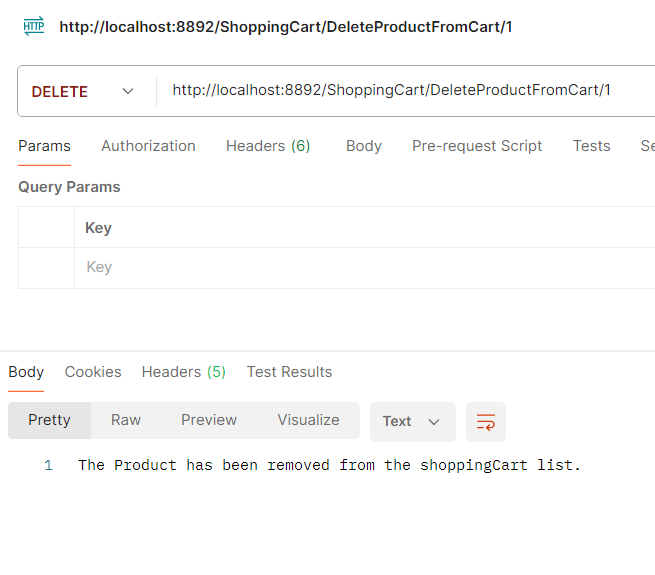 HTTP http://localhost:8892/ShoppingCart/DeleteProductFromCart/1
DELETE http://localhost:8892/ShoppingCart/DeleteProductFromCart/1
Params Authorization Headers (6) Body Pre-request Script Tests Se
Query Params
Key
Key
Body Cookies Headers (5) Test Results
Pretty Raw Preview Visualize Text
1 The Product has been removed from the shoppingCart list.